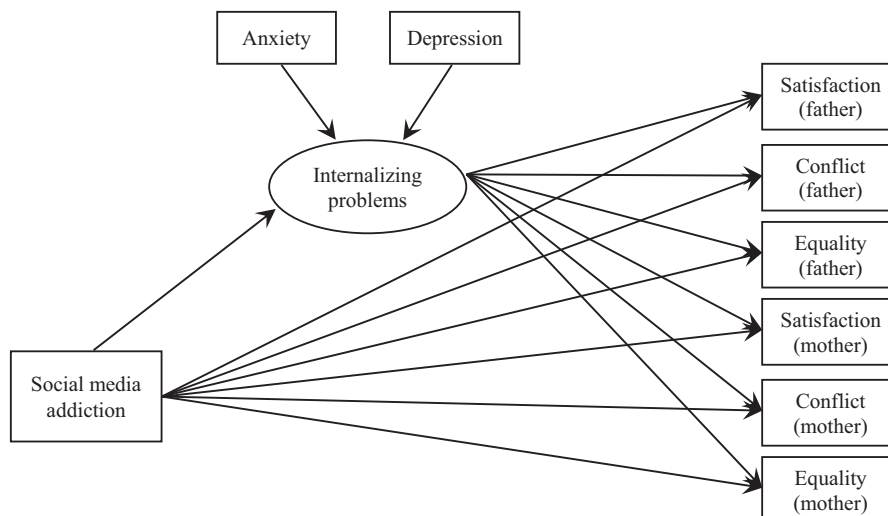 Anxiety
Depression
Satisfaction
(father)
Internalizing
problems
Conflict
(father)
Equality
(father)
Satisfaction
(mother)
Social media
addiction
Conflict
(mother)
Equality
(mother)